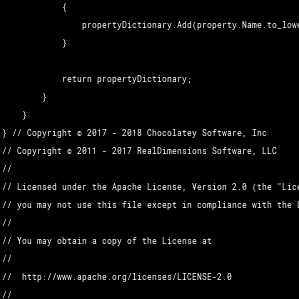 {
propertyDictionary.Add(property.Name.to_lowe
}
return propertyDictionary;
}
}
} // Copyright © 2017 - 2018 Chocolatey Software, Inc
// Copyright © 2011 - 2017 RealDimensions Software, LLC
//
// Licensed under the Apache License, Version 2.0 (the "Lice
// you may not use this file except in compliance with the L
//
// You may obtain a copy of the License at
//
//  http://www.apache.org/licenses/LICENSE-2.0
//